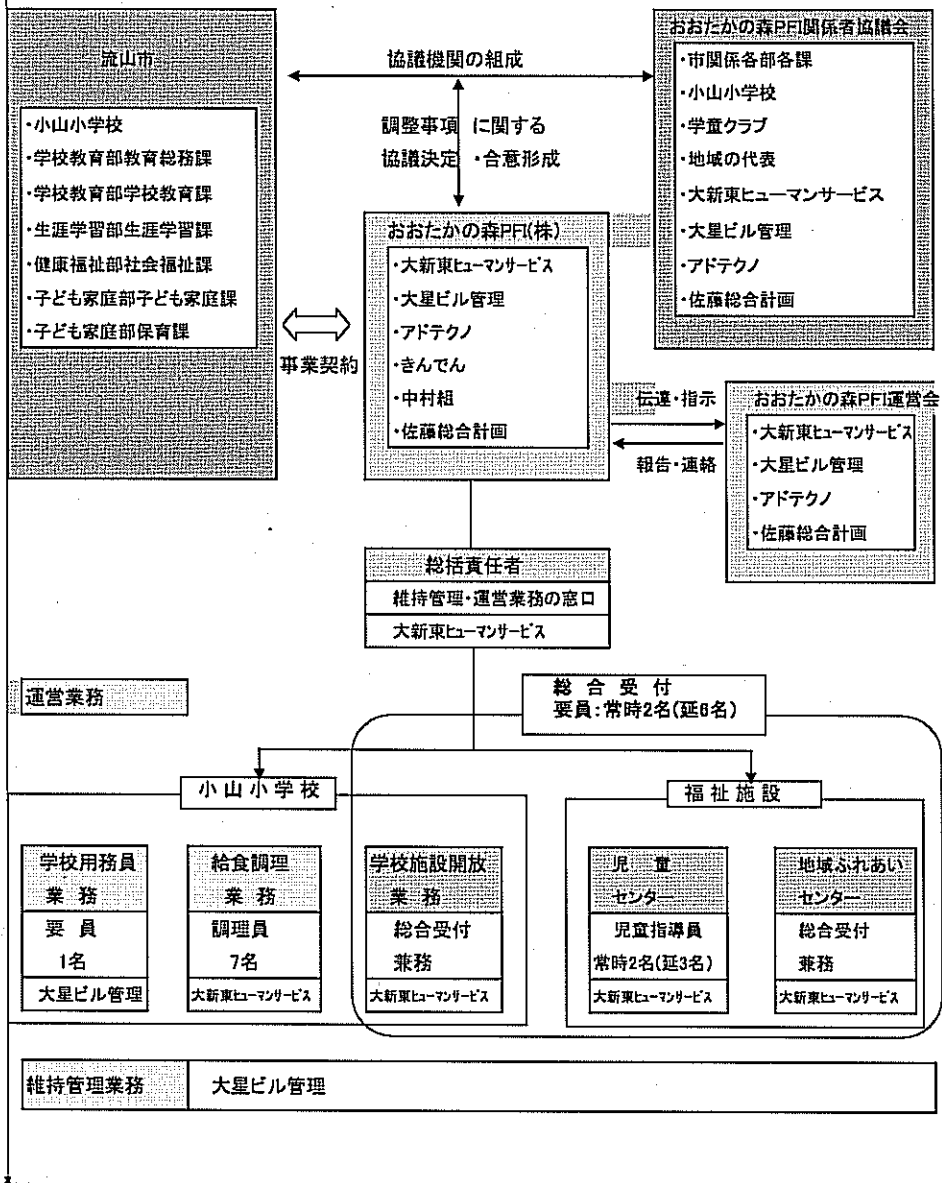 流山市
・小山小学校
・学校教育部教育総務課
・学校教育部学校教育課
・生涯学習部生涯学習課
・健康福祉部社会福祉課
・子ども家庭部子ども家庭課
・子ども家庭部保育課
協議機関の組成
調整事項 に関する
協議決定 ・合意形成
おおたかの森PFI関係者協議会
・市関係各部各課
・小山小学校
・学童クラブ
・地域の代表
・大新東ヒューマンサービス
・大星ビル管理
・アドテクノ
・佐藤総合計画
事業契約
おおたかの森PFI(株)
・大新東ヒューマンサービス
・大星ビル管理
・アドテクノ
・きんでん
・中村組
・佐藤総合計画
伝達・指示
報告・連絡
おおたかの森PFI運営会
・大新東ヒューマンサービス
・大星ビル管理
・アドテクノ
・佐藤総合計画
総括責任者
維持管理・運営業務の窓口
大新東ヒューマンサービス
運営業務
総合受付
要員:常時2名(延6名)
小山小学校
福祉施設
学校用務員
業務
要員
1名
大星ビル管理
給食調理
業務
調理員
7名
大新東ヒューマンサービス
学校施設開放
業務
総合受付
兼務
大新東ヒューマンサービス
児童
センター
児童指導員
常時2名(延3名)
大新東ヒューマンサービス
地域ふれあい
センター
総合受付
兼務
大新東ヒューマンサービス
維持管理業務
大星ビル管理